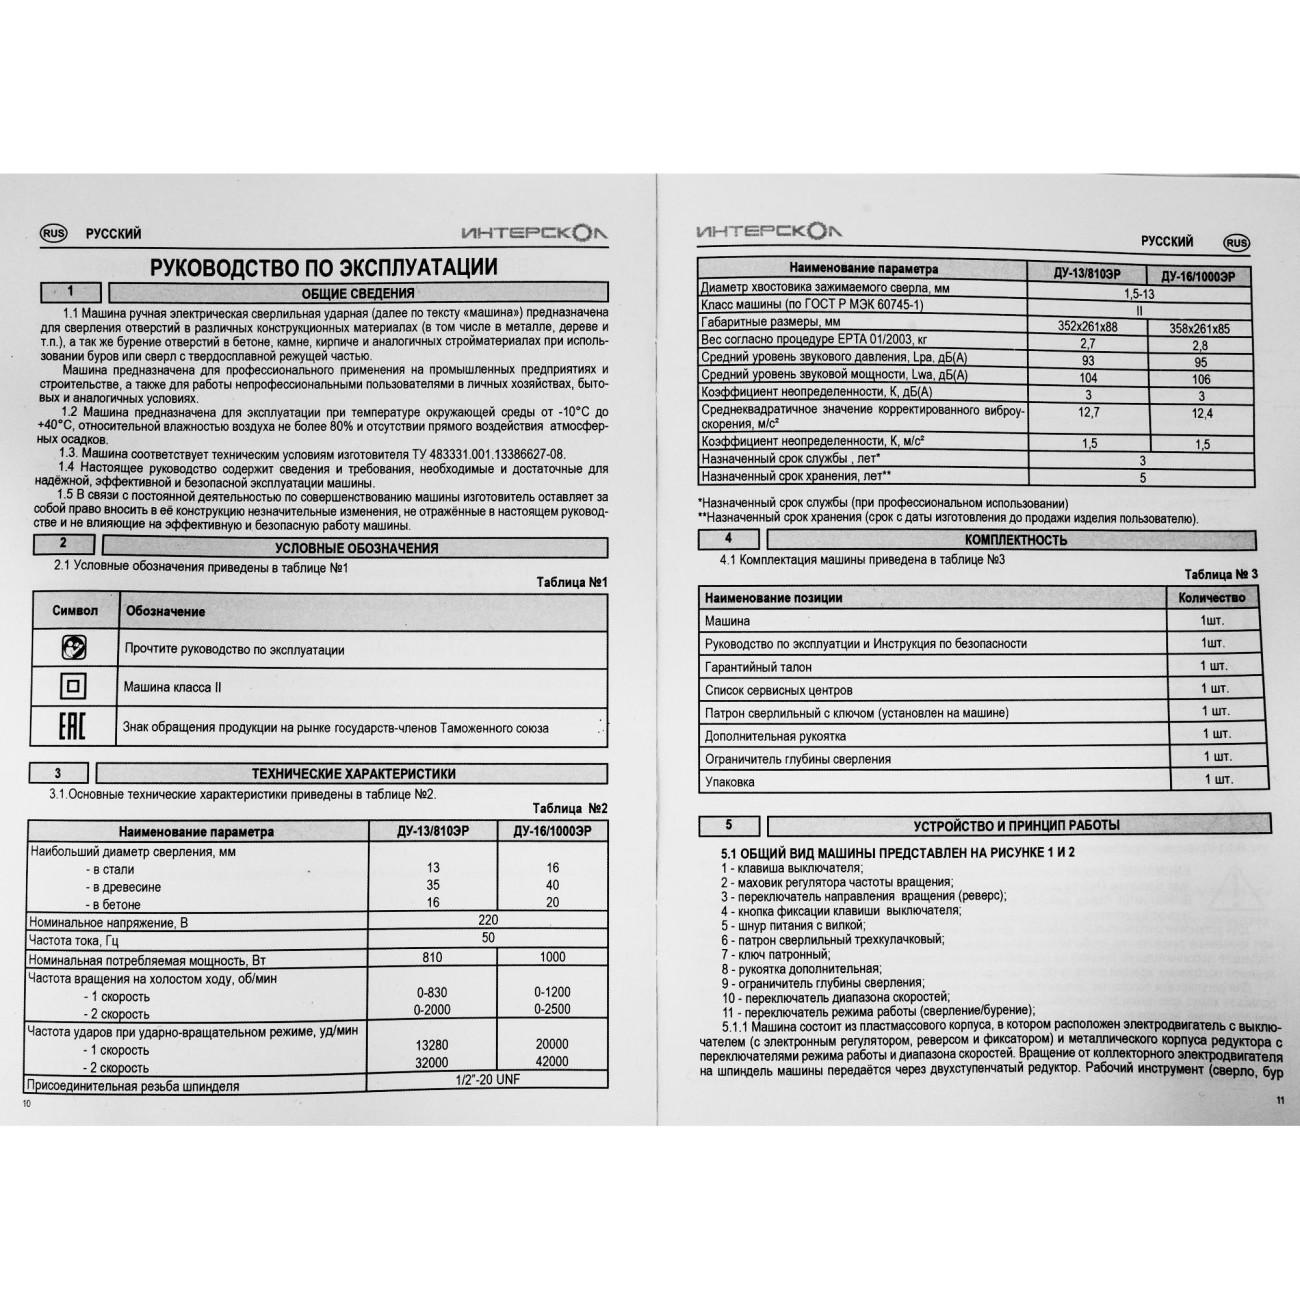 RUS РУССКИЙ ИНТЕРСКОЛ
РУКОВОДСТВО ПО ЭКСПЛУАТАЦИИ
1 ОБЩИЕ СВЕДЕНИЯ
1.1 Машина ручная электрическая сверлильная ударная (далее по тексту «машина») предназначена
для сверления отверстий в различных конструкционных материалах (в том числе в металле, дереве и
т.п.), а так же бурение отверстий в бетоне, камне, кирпиче и аналогичных стройматериалах при исполь-
зовании буров или сверл с твердосплавной режущей частью.
Машина предназначена для профессионального применения на промышленных предприятиях и
строительстве, а также для работы непрофессиональными пользователями в личных хозяйствах, быто-
вых и аналогичных условиях.
1.2 Машина предназначена для эксплуатации при температуре окружающей среды от -10°С до
+40°С, относительной влажностью воздуха не более 80% и отсутствии прямого воздействия атмосфер-
ных осадков.
1.3. Машина соответствует техническим условиям изготовителя ТУ 483331.001.13386627-08.
1.4 Настоящее руководство содержит сведения и требования, необходимые и достаточные для
надёжной, эффективной и безопасной эксплуатации машины.
1.5 В связи с постоянной деятельностью по совершенствованию машины изготовитель оставляет за
собой право вносить в её конструкцию незначительные изменения, не отражённые в настоящем руковод-
стве и не влияющие на эффективную и безопасную работу машины.
2 УСЛОВНЫЕ ОБОЗНАЧЕНИЯ
2.1 Условные обозначения приведены в таблице №1
Таблица №1
Символ Обозначение
Прочтите руководство по эксплуатации
Машина класса II
EAC Знак обращения продукции на рынке государств-членов Таможенного союза
3 ТЕХНИЧЕСКИЕ ХАРАКТЕРИСТИКИ
3.1.Основные технические характеристики приведены в таблице №2.
Таблица №2
Наименование параметра ДУ-13/810ЭР ДУ-16/1000ЭР
Наибольший диаметр сверления, мм
- в стали 13 16
- в древесине 35 40
- в бетоне 16 20
Номинальное напряжение, В 220
Частота тока, Гц 50
Номинальная потребляемая мощность, Вт 810 1000
Частота вращения на холостом ходу, об/мин
- 1 скорость 0-830 0-1200
- 2 скорость 0-2000 0-2500
Частота ударов при ударно-вращательном режиме, уд/мин
- 1 скорость 13280 20000
- 2 скорость 32000 42000
Присоединительная резьба шпинделя 1/2"-20 UNF
10
ИНТЕРСКОЛ РУССКИЙ RUS
Наименование параметра ДУ-13/810ЭР ДУ-16/1000ЭР
Диаметр хвостовика зажимаемого сверла, мм 1,5-13
Класс машины (по ГОСТ Р МЭК 60745-1) II
Габаритные размеры, мм 352х261х88 358х261х85
Вес согласно процедуре ЕРТА 01/2003, кг 2,7 2,8
Средний уровень звукового давления, Lpa, дБ(А) 93 95
Средний уровень звуковой мощности, Lwa, дБ(А) 104 106
Коэффициент неопределенности, К, дБ(А) 3 3
Среднеквадратичное значение корректированного виброу- 12,7 12,4
скорения, м/с²
Коэффициент неопределенности, К, м/с² 1,5 1,5
Назначенный срок службы , лет* 3
Назначенный срок хранения, лет** 5
*Назначенный срок службы (при профессиональном использовании)
**Назначенный срок хранения (срок с даты изготовления до продажи изделия пользователю).
4 КОМПЛЕКТНОСТЬ
4.1 Комплектация машины приведена в таблице №3
Таблица № 3
Наименование позиции Количество
Машина 1шт.
Руководство по эксплуатции и Инструкция по безопасности 1шт.
Гарантийный талон 1 шт.
Список сервисных центров 1 шт.
Патрон сверлильный с ключом (установлен на машине) 1 шт.
Дополнительная рукоятка 1 шт.
Ограничитель глубины сверления 1 шт.
Упаковка 1 шт.
5 УСТРОЙСТВО И ПРИНЦИП РАБОТЫ
5.1 ОБЩИЙ ВИД МАШИНЫ ПРЕДСТАВЛЕН НА РИСУНКЕ 1 И 2
1 - клавиша выключателя;
2 - маховик регулятора частоты вращения;
3 - переключатель направления вращения (реверс);
4 - кнопка фиксации клавиши выключателя;
5 - шнур питания с вилкой;
6 - патрон сверлильный трехкулачковый;
7 - ключ патронный;
8 - рукоятка дополнительная;
9 - ограничитель глубины сверления;
10 - переключатель диапазона скоростей;
11 - переключатель режима работы (сверление/бурение);
5.1.1 Машина состоит из пластмассового корпуса, в котором расположен электродвигатель с выклю-
чателем (с электронным регулятором, реверсом и фиксатором) и металлического корпуса редуктора с
переключателями режима работы и диапазона скоростей. Вращение от коллекторного электродвигателя
на шпиндель машины передаётся через двухступенчатый редуктор. Рабочий инструмент (сверло, бур
11